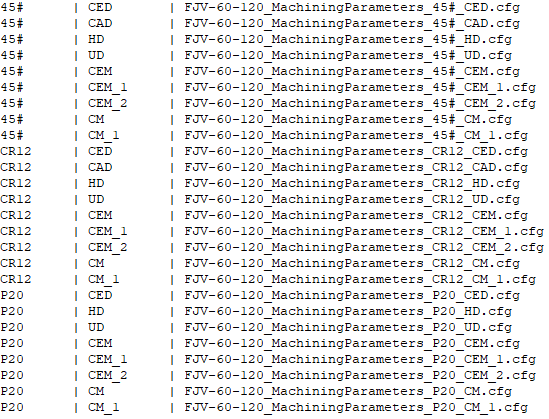 45# | CED | FJV-60-120_MachiningParameters_45#_CED.cfg
45# | CAD | FJV-60-120_MachiningParameters_45#_CAD.cfg
45# | HD | FJV-60-120_MachiningParameters_45#_HD.cfg
45# | UD | FJV-60-120_MachiningParameters_45#_UD.cfg
45# | CEM | FJV-60-120_MachiningParameters_45#_CEM.cfg
45# | CEM_1 | FJV-60-120_MachiningParameters_45#_CEM_1.cfg
45# | CEM_2 | FJV-60-120_MachiningParameters_45#_CEM_2.cfg
45# | CM | FJV-60-120_MachiningParameters_45#_CM.cfg
45# | CM_1 | FJV-60-120_MachiningParameters_45#_CM_1.cfg
CR12 | CED | FJV-60-120_MachiningParameters_CR12_CED.cfg
CR12 | CAD | FJV-60-120_MachiningParameters_CR12_CAD.cfg
CR12 | HD | FJV-60-120_MachiningParameters_CR12_HD.cfg
CR12 | UD | FJV-60-120_MachiningParameters_CR12_UD.cfg
CR12 | CEM | FJV-60-120_MachiningParameters_CR12_CEM.cfg
CR12 | CEM_1 | FJV-60-120_MachiningParameters_CR12_CEM_1.cfg
CR12 | CEM_2 | FJV-60-120_MachiningParameters_CR12_CEM_2.cfg
CR12 | CM | FJV-60-120_MachiningParameters_CR12_CM.cfg
CR12 | CM_1 | FJV-60-120_MachiningParameters_CR12_CM_1.cfg
P20 | CED | FJV-60-120_MachiningParameters_P20_CED.cfg
P20 | HD | FJV-60-120_MachiningParameters_P20_HD.cfg
P20 | UD | FJV-60-120_MachiningParameters_P20_UD.cfg
P20 | CEM | FJV-60-120_MachiningParameters_P20_CEM.cfg
P20 | CEM_1 | FJV-60-120_MachiningParameters_P20_CEM_1.cfg
P20 | CEM_2 | FJV-60-120_MachiningParameters_P20_CEM_2.cfg
P20 | CM | FJV-60-120_MachiningParameters_P20_CM.cfg
P20 | CM_1 | FJV-60-120_MachiningParameters_P20_CM_1.cfg